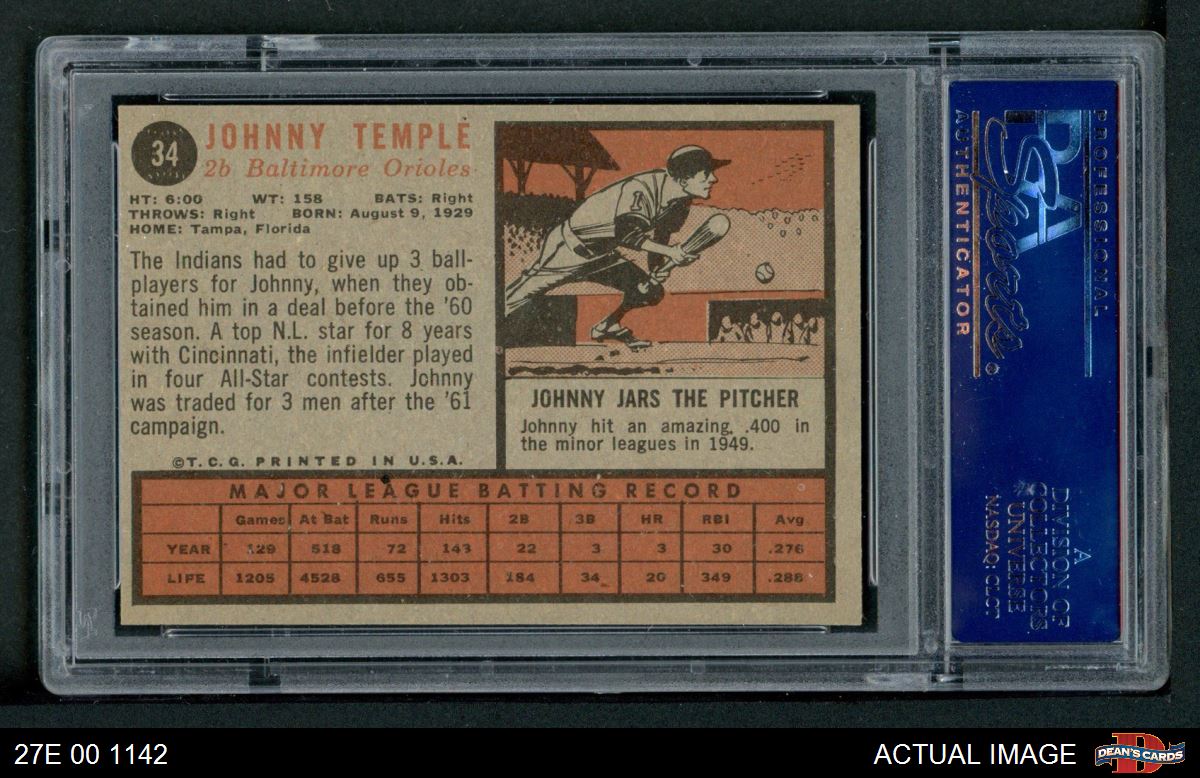 34
JOHNNY TEMPLE
2b Baltimore Orioles
HT: 6:00 WT: 158 BATS: Right
THROWS: Right BORN: August 9, 1929
HOME: Tampa, Florida
The Indians had to give up 3 ball-
players for Johnny, when they ob-
tained him in a deal before the '60
season. A top N.L. star for 8 years
with Cincinnati, the infielder played
in four All-Star contests. Johnny
was traded for 3 men after the '61
campaign.
©T.C.G. PRINTED IN U.S.A.
JOHNNY JARS THE PITCHER
Johnny hit an amazing .400 in
the minor leagues in 1949.
MAJOR LEAGUE BATTING RECORD
Games At Bat Runs Hits 2B 3B HR RBI Avg
YEAR 129 518 72 143 22 3 3 30 .276
LIFE 1205 4528 655 1303 184 34 20 349 .288
PROFESSIONAL
PSA
Sports
AUTHENTICATOR
A
DIVISION OF
COLLECTORS
UNIVERSE
NASDAQ: CLCT
27E 00 1142
ACTUAL IMAGE
DEAN'S CARDS